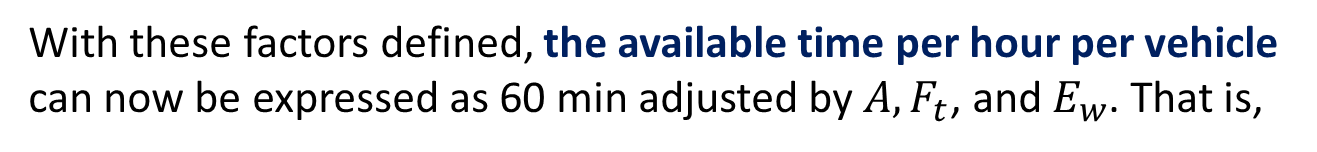 With these factors defined, the available time per hour per vehicle
can now be expressed as 60 min adjusted by A, Fₜ, and E_w. That is,